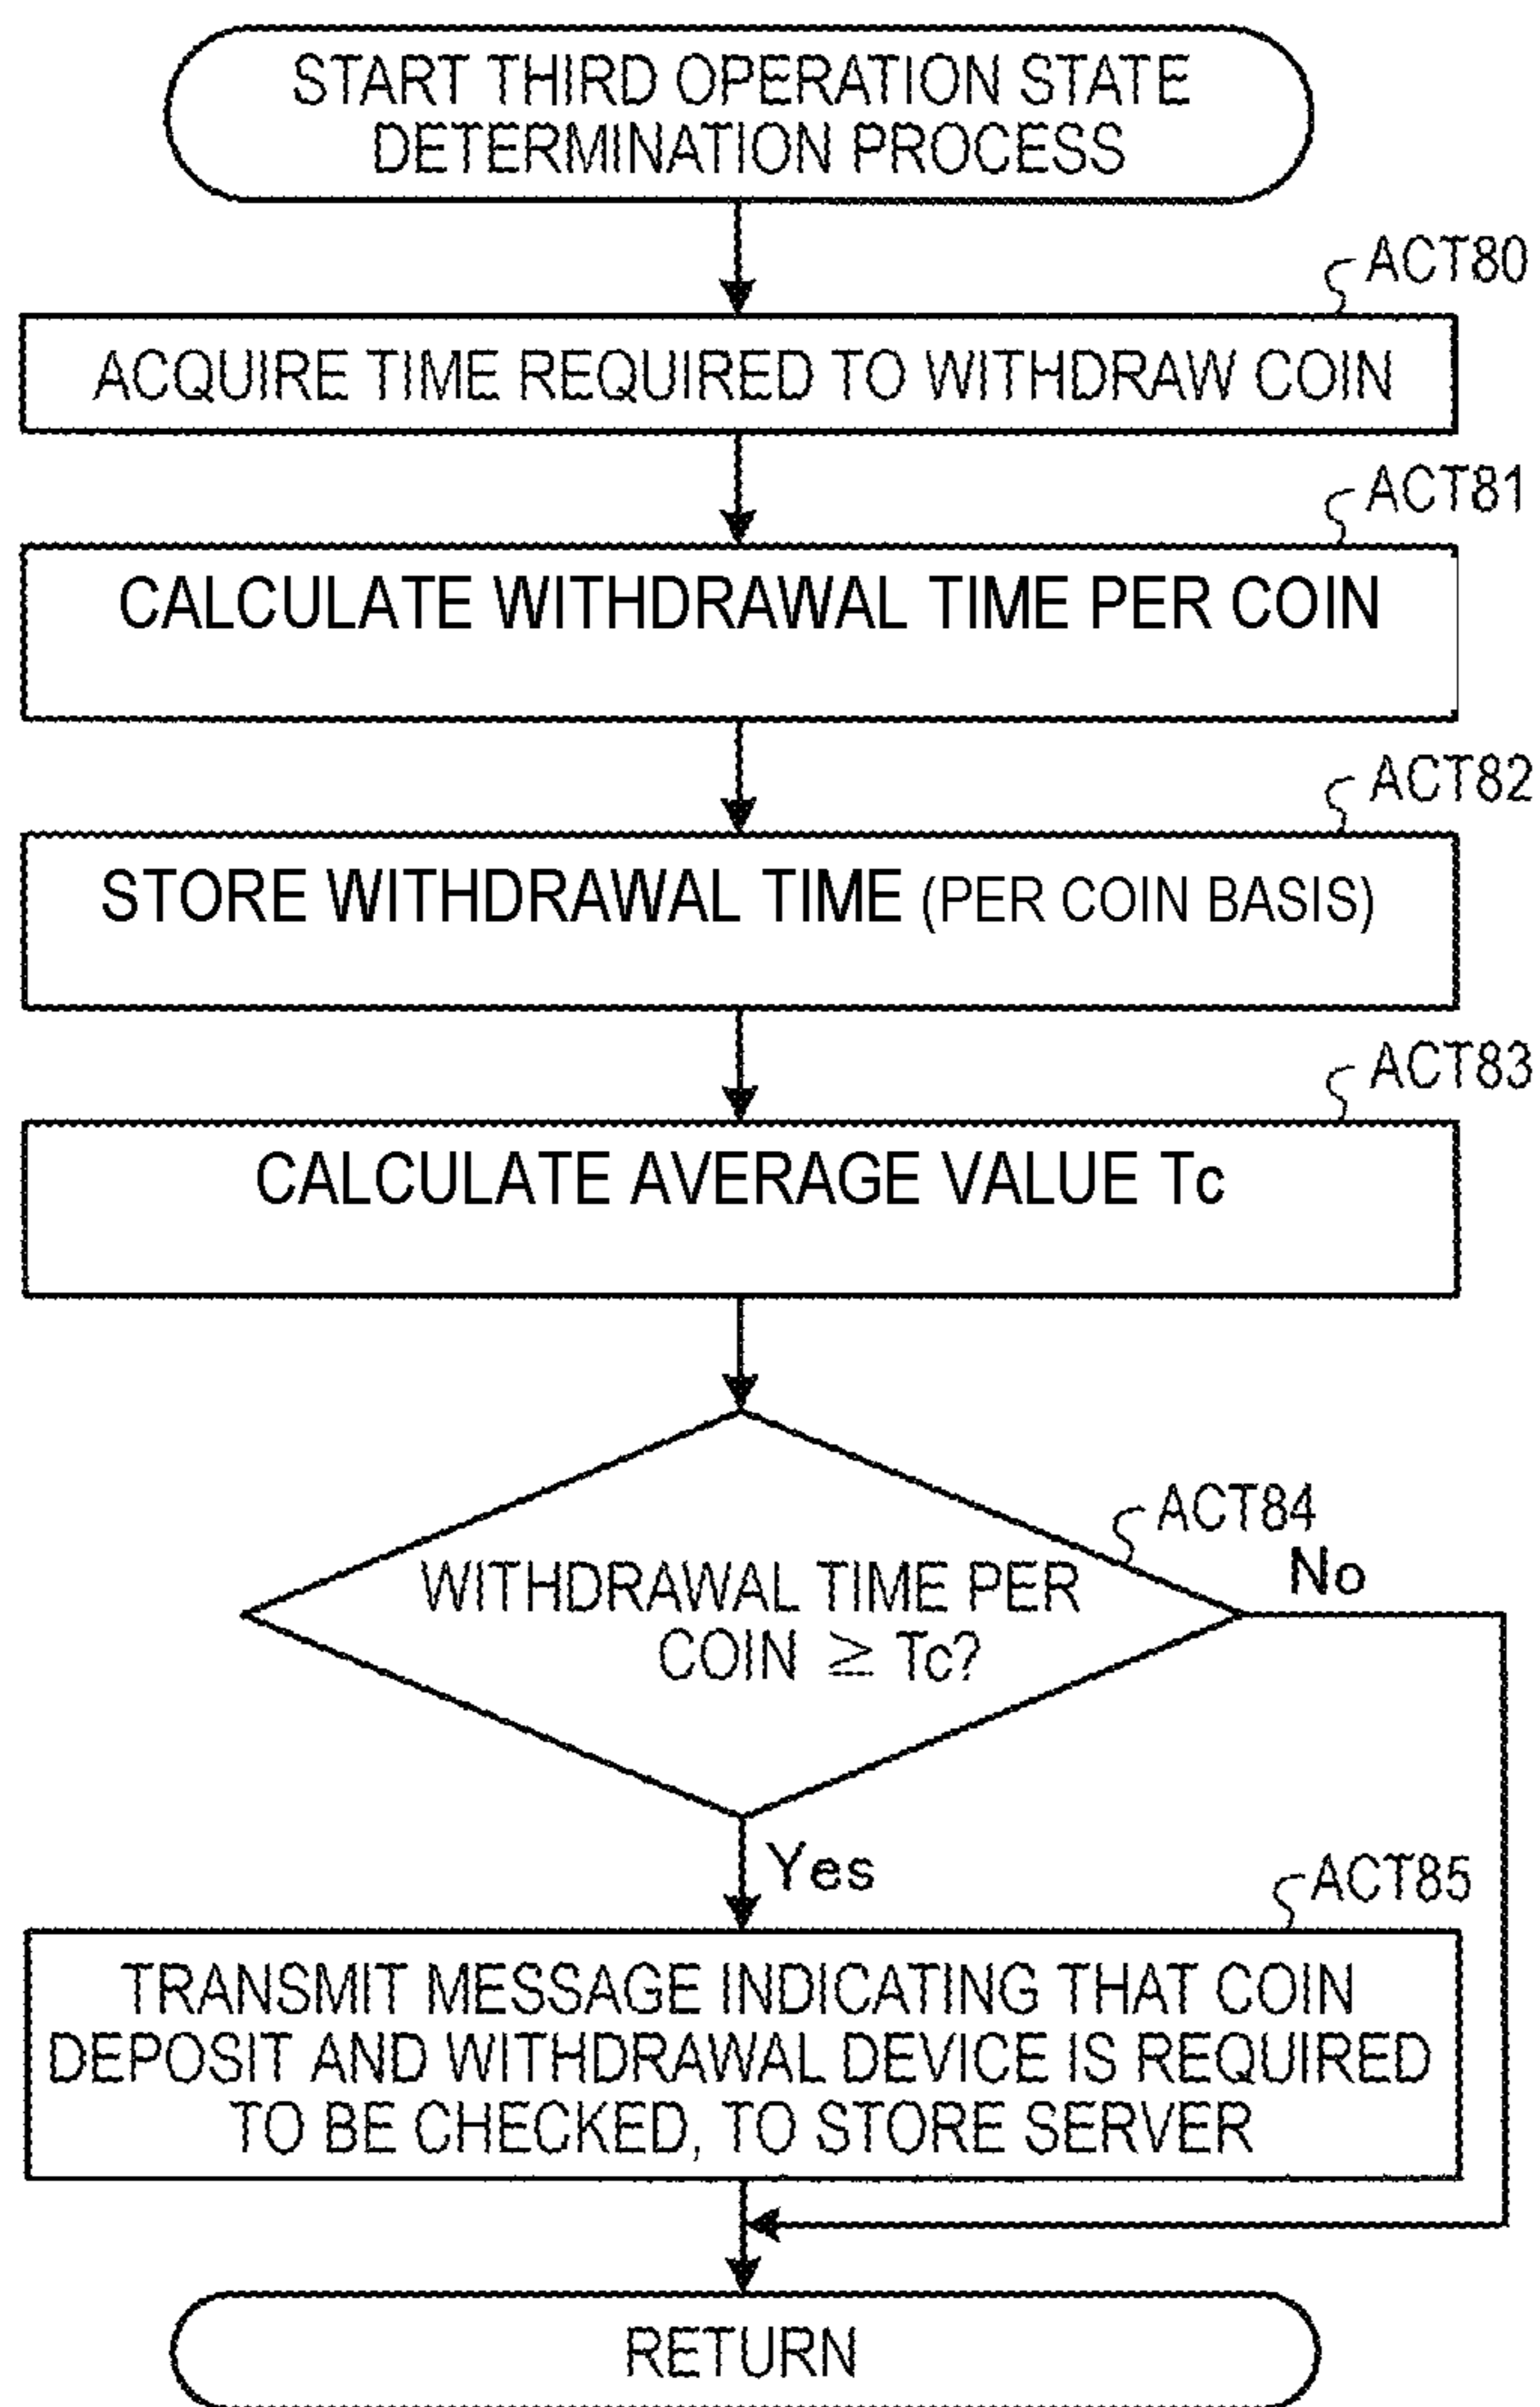 START THIRD OPERATION STATE
DETERMINATION PROCESS
ACT80
ACQUIRE TIME REQUIRED TO WITHDRAW COIN
ACT81
CALCULATE WITHDRAWAL TIME PER COIN
ACT82
STORE WITHDRAWAL TIME (PER COIN BASIS)
ACT83
CALCULATE AVERAGE VALUE Tc
ACT84
No
WITHDRAWAL TIME PER
COIN ≧ Tc?
Yes
ACT85
TRANSMIT MESSAGE INDICATING THAT COIN
DEPOSIT AND WITHDRAWAL DEVICE IS REQUIRED
TO BE CHECKED, TO STORE SERVER
RETURN